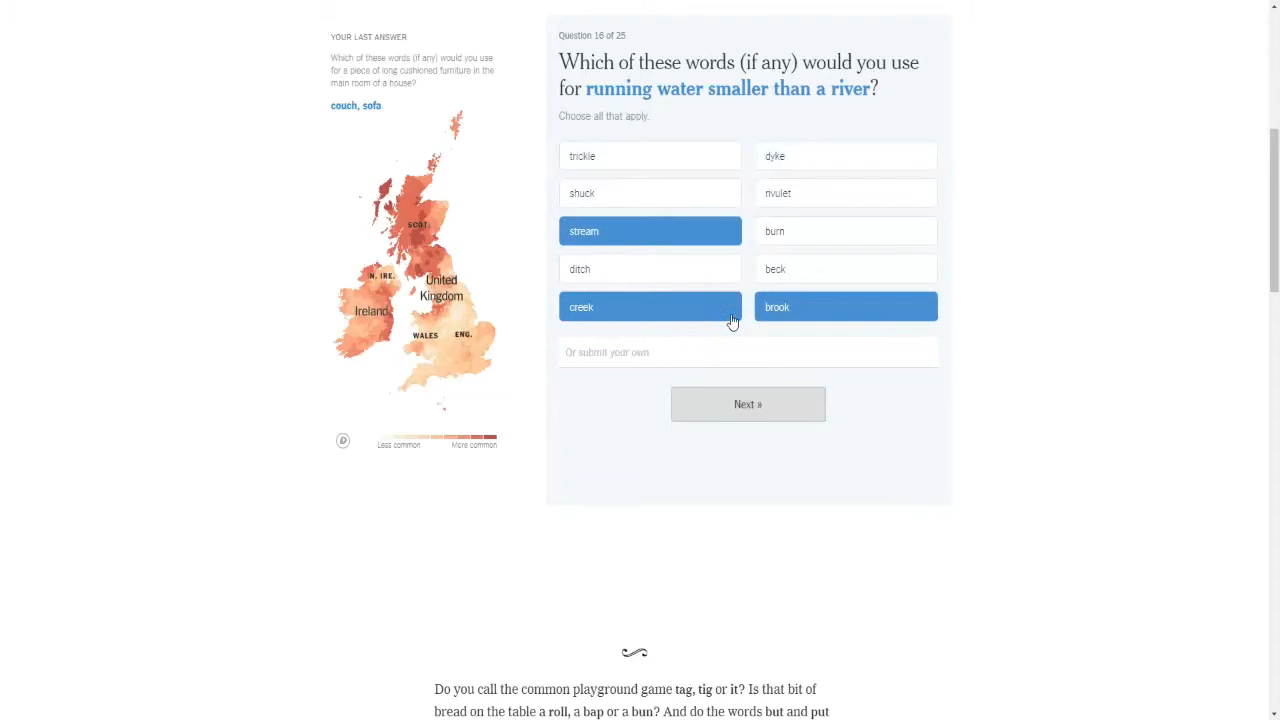 YOUR LAST ANSWER
Which of these words (if any) would you use
for a piece of long cushioned furniture in the
main room of a house?
couch, sofa
SCOT.
N. IRE.
United
Kingdom
Ireland
WALES
ENG.
Less common
More common
Question 16 of 25
Which of these words (if any) would you use
for running water smaller than a river?
Choose all that apply.
trickle
dyke
shuck
rivulet
stream
burn
ditch
beck
creek
brook
Or submit your own
Next »
Do you call the common playground game tag, tig or it? Is that bit of
bread on the table a roll, a bap or a bun? And do the words but and put